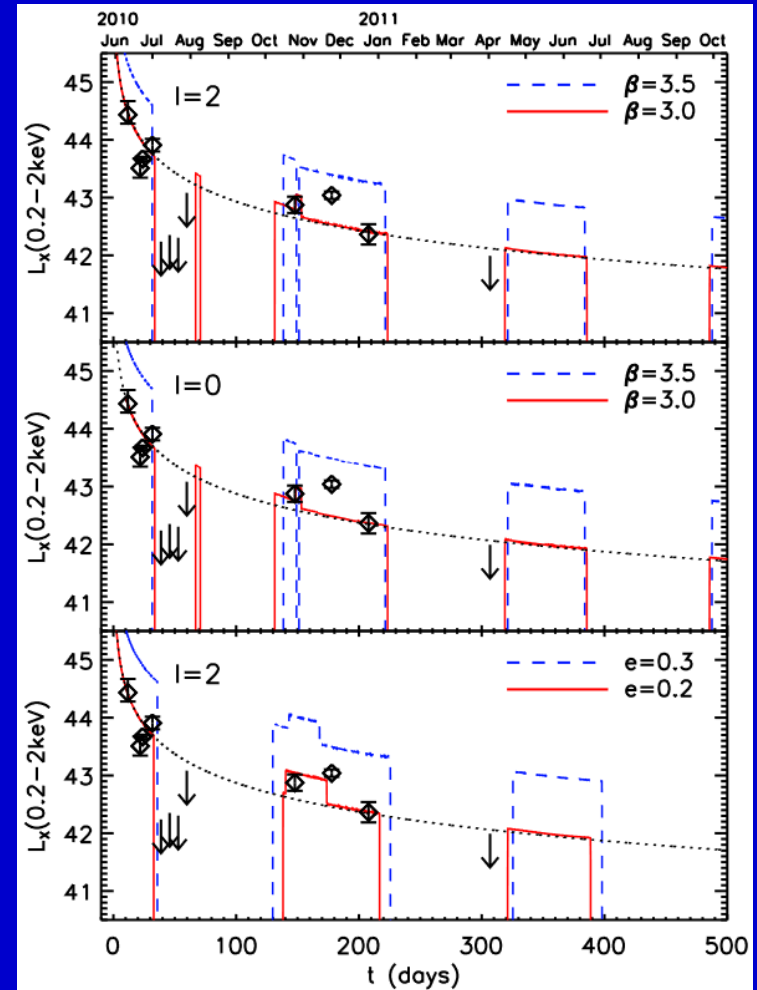 2010 2011
Jun Jul Aug Sep Oct Nov Dec Jan Feb Mar Apr May Jun Jul Aug Sep Oct
45
44
43
42
41
Lx(0.2-2keV)
l=2
β=3.5
β=3.0
45
44
43
42
41
Lx(0.2-2keV)
l=0
β=3.5
β=3.0
45
44
43
42
41
Lx(0.2-2keV)
l=2
e=0.3
e=0.2
0 100 200 300 400 500
t (days)